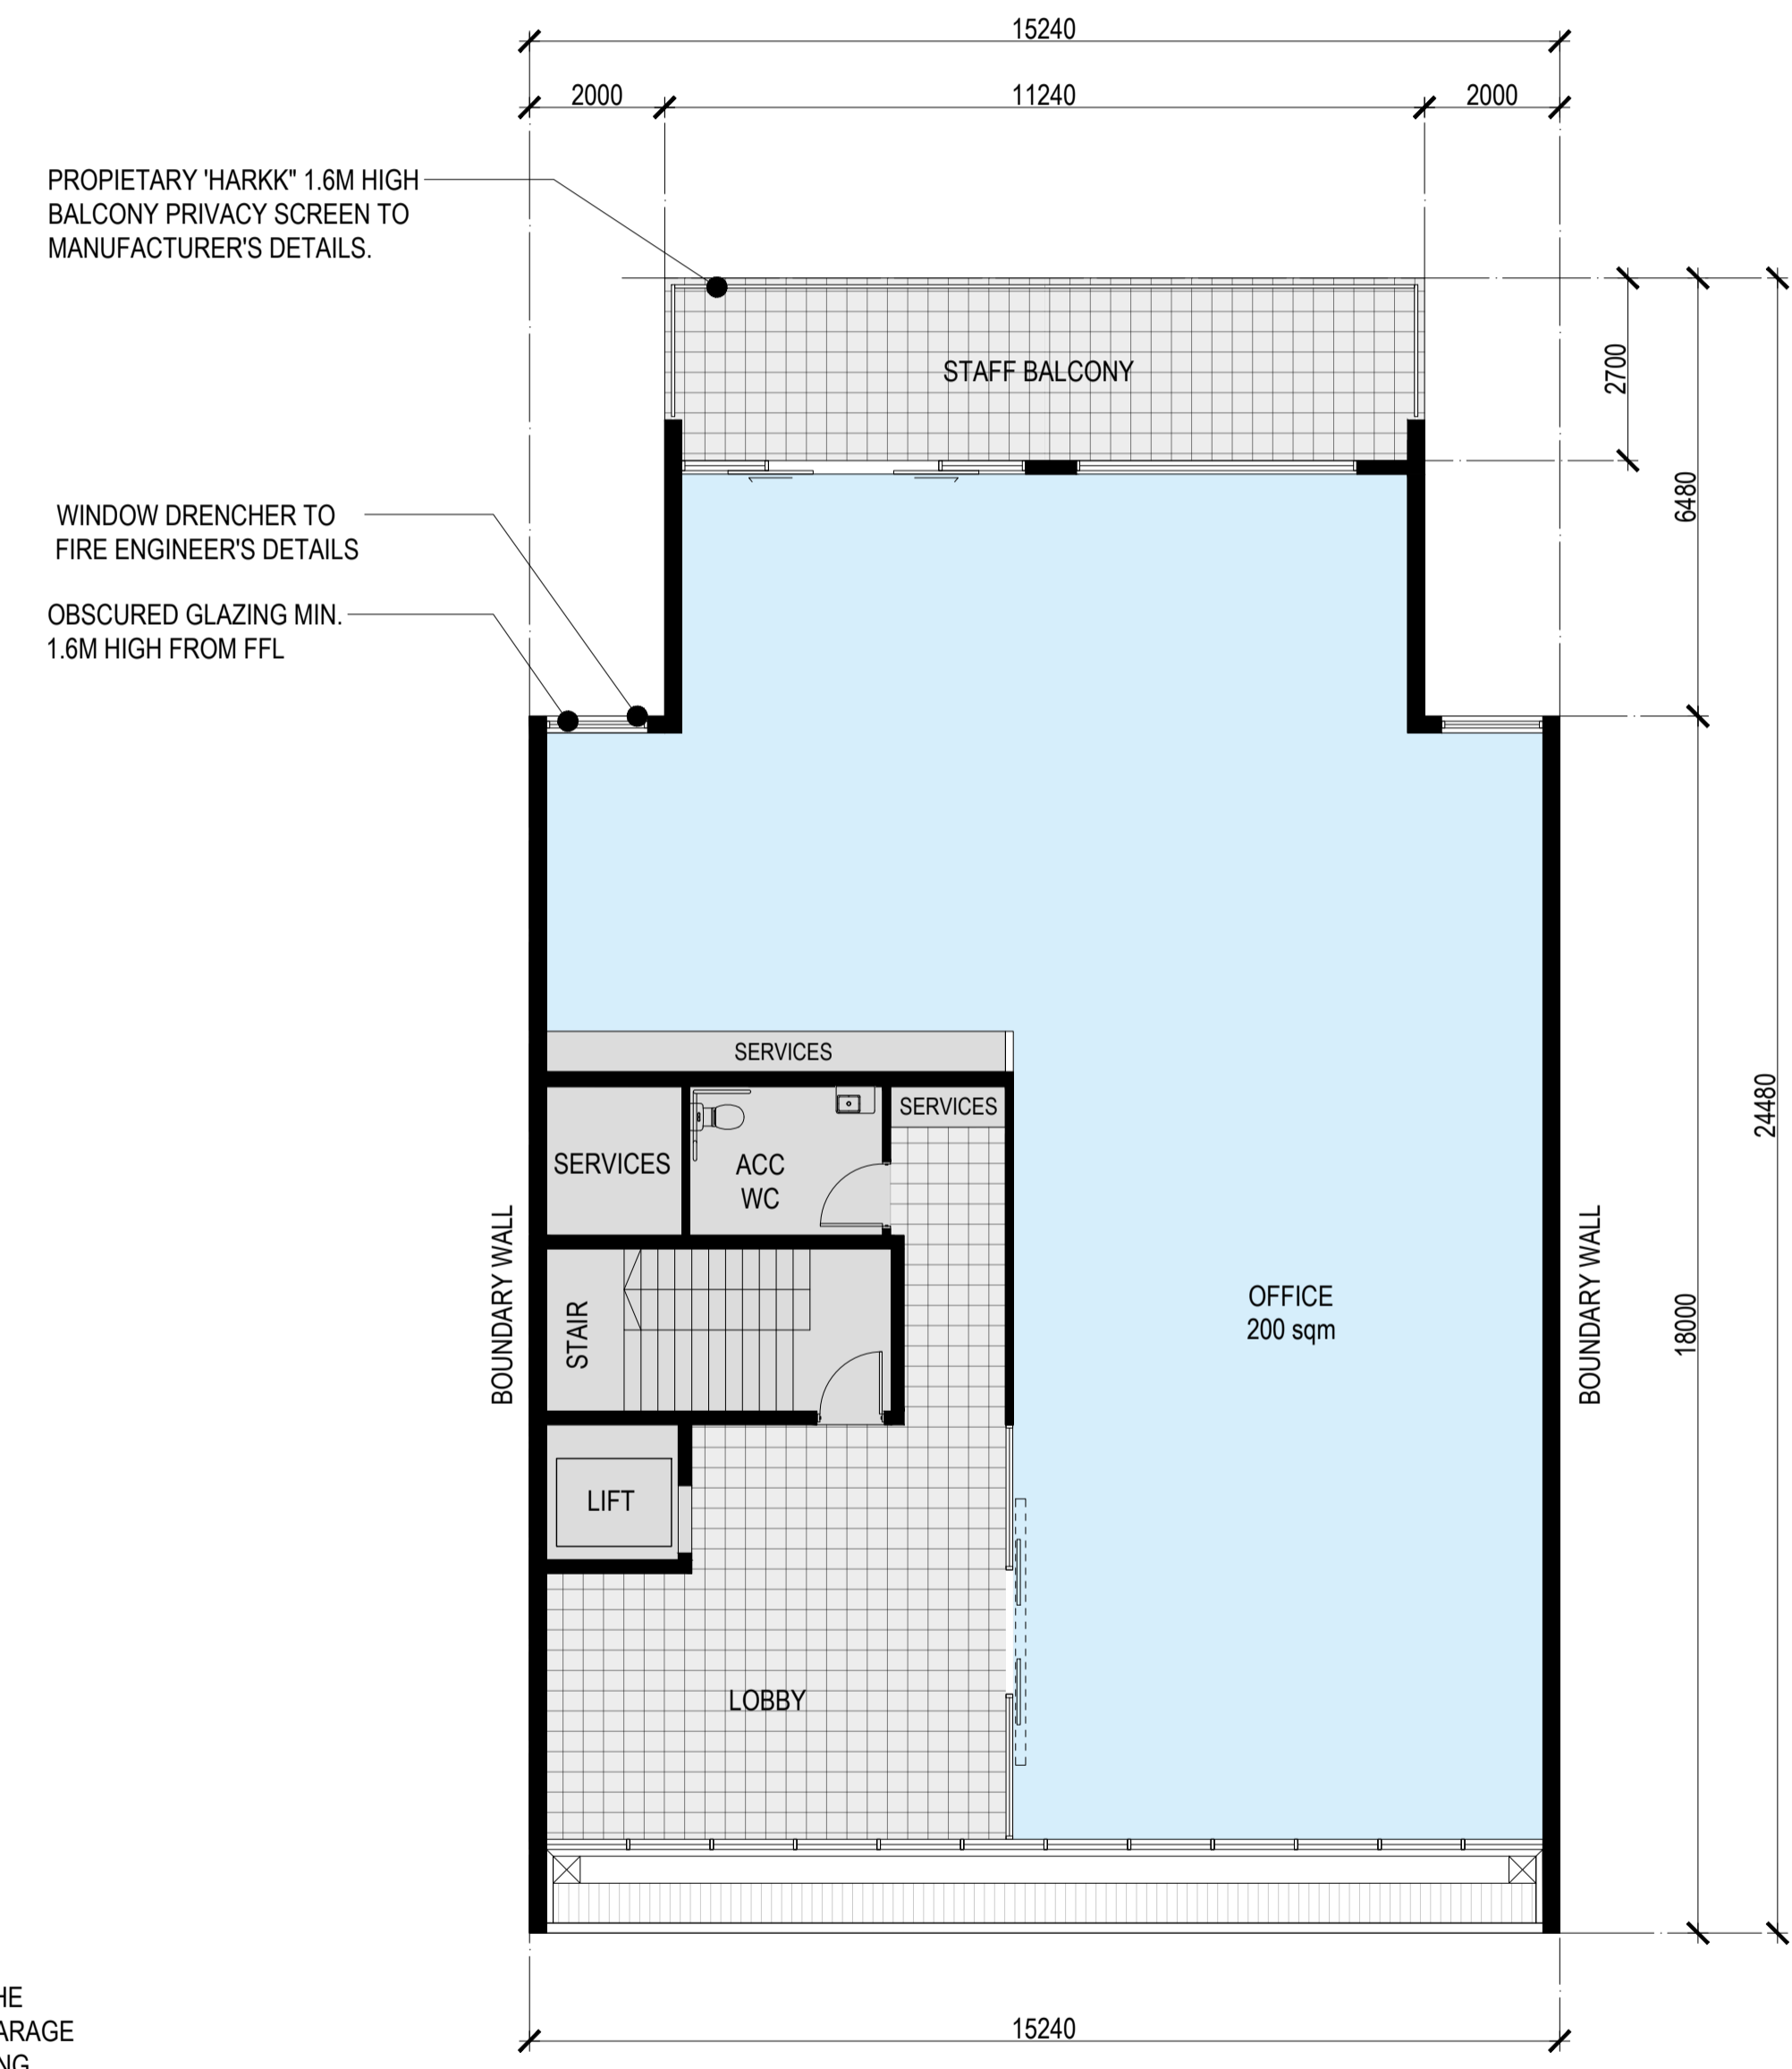 15240
2000
11240
2000
PROPIETARY 'HARKK" 1.6M HIGH
BALCONY PRIVACY SCREEN TO
MANUFACTURER'S DETAILS.
STAFF BALCONY
2700
6480
WINDOW DRENCHER TO
FIRE ENGINEER'S DETAILS
OBSCURED GLAZING MIN.
1.6M HIGH FROM FFL
SERVICES
SERVICES
24480
SERVICES
ACC
WC
BOUNDARY WALL
BOUNDARY WALL
OFFICE
200 sqm
18000
STAIR
LIFT
LOBBY
HE
ARAGE
NG
15240